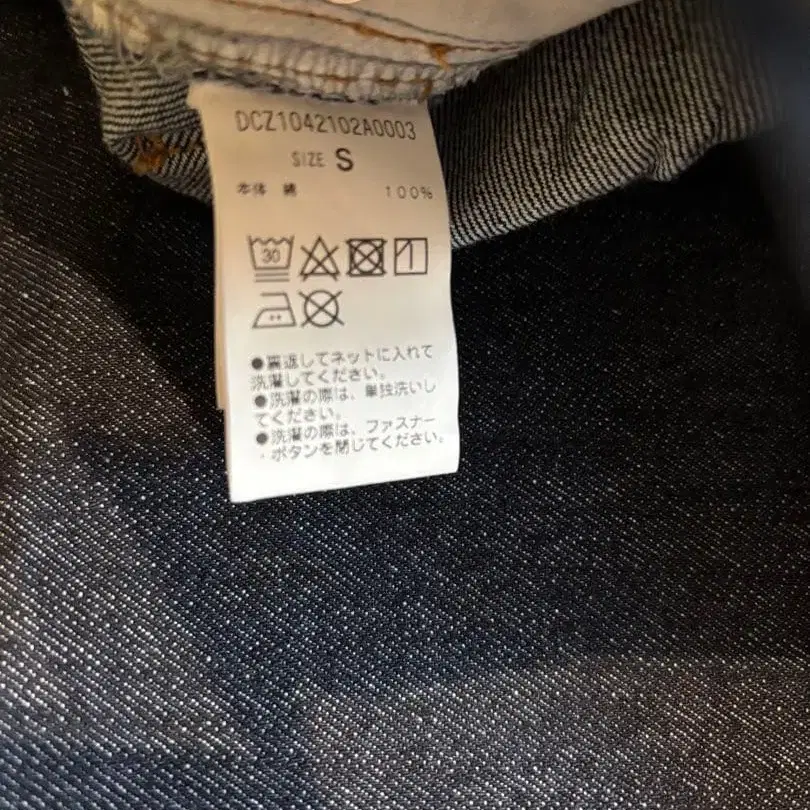 DCZ1042102A0003
SIZE S
本体 綿 100%
30
●裏返してネットに入れて
洗濯してください。
●洗濯の際は、単独洗いし
てください。
●洗濯の際は、ファスナー
・ボタンを閉じてください。